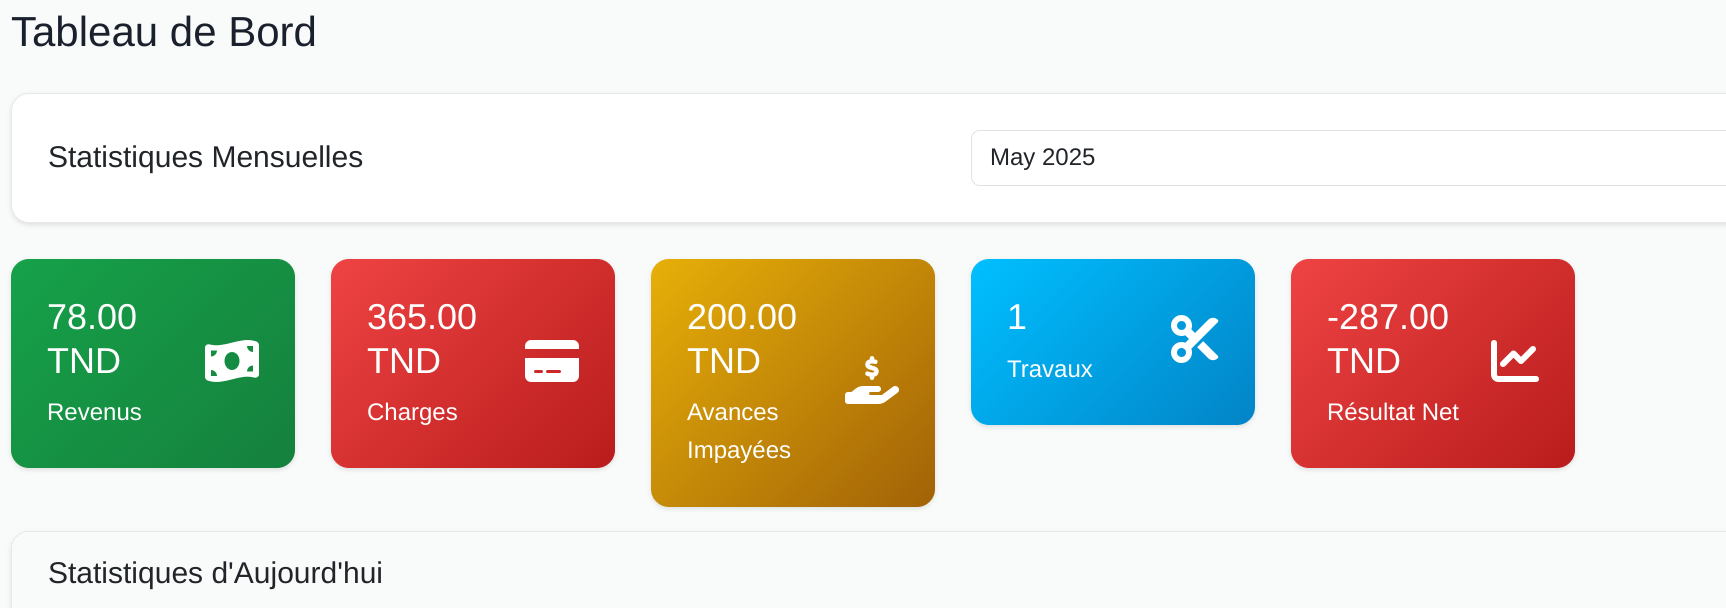 Tableau de Bord
Statistiques Mensuelles
May 2025
78.00
TND
Revenus
365.00
TND
Charges
200.00
TND
Avances
Impayées
1
Travaux
-287.00
TND
Résultat Net
Statistiques d'Aujourd'hui